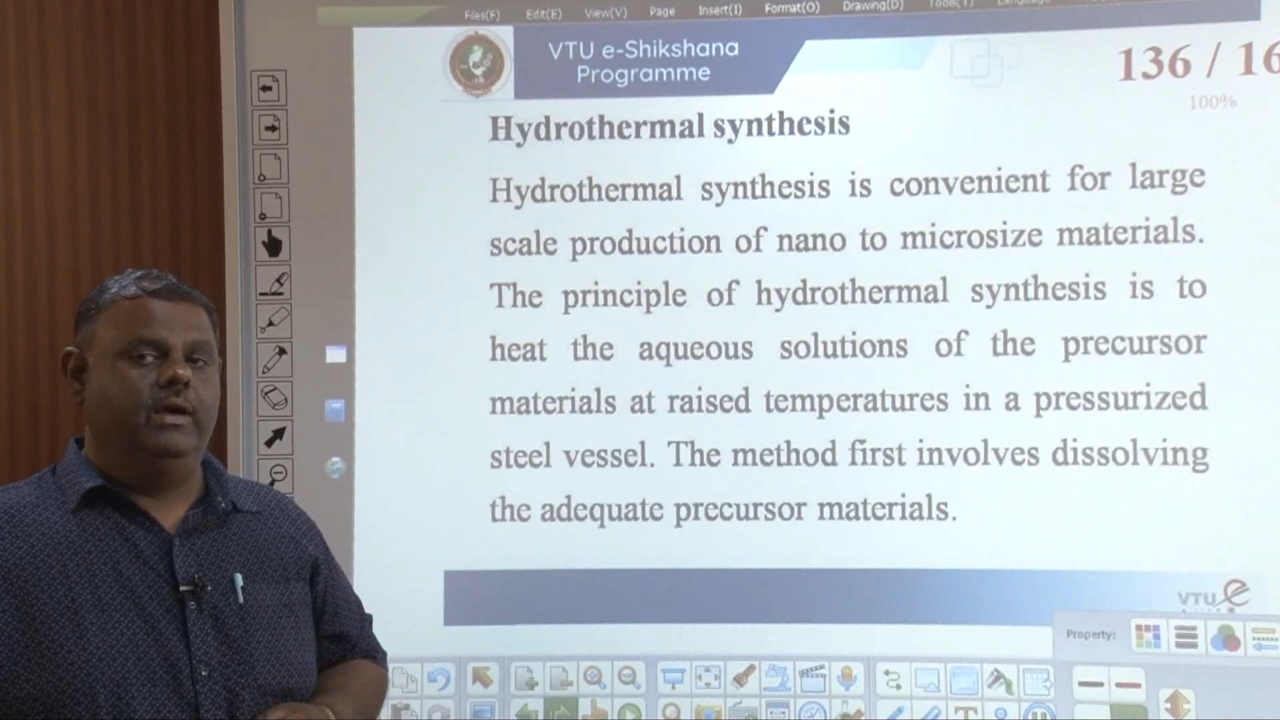 Files(F) Edit(E) View(V) Page Insert(I) Format(O) Drawing(D) Tools(T)
VTU e-Shikshana
Programme
136 / 16
100%
Hydrothermal synthesis
Hydrothermal synthesis is convenient for large
scale production of nano to microsize materials.
The principle of hydrothermal synthesis is to
heat the aqueous solutions of the precursor
materials at raised temperatures in a pressurized
steel vessel. The method first involves dissolving
the adequate precursor materials.
VTU e
Property: